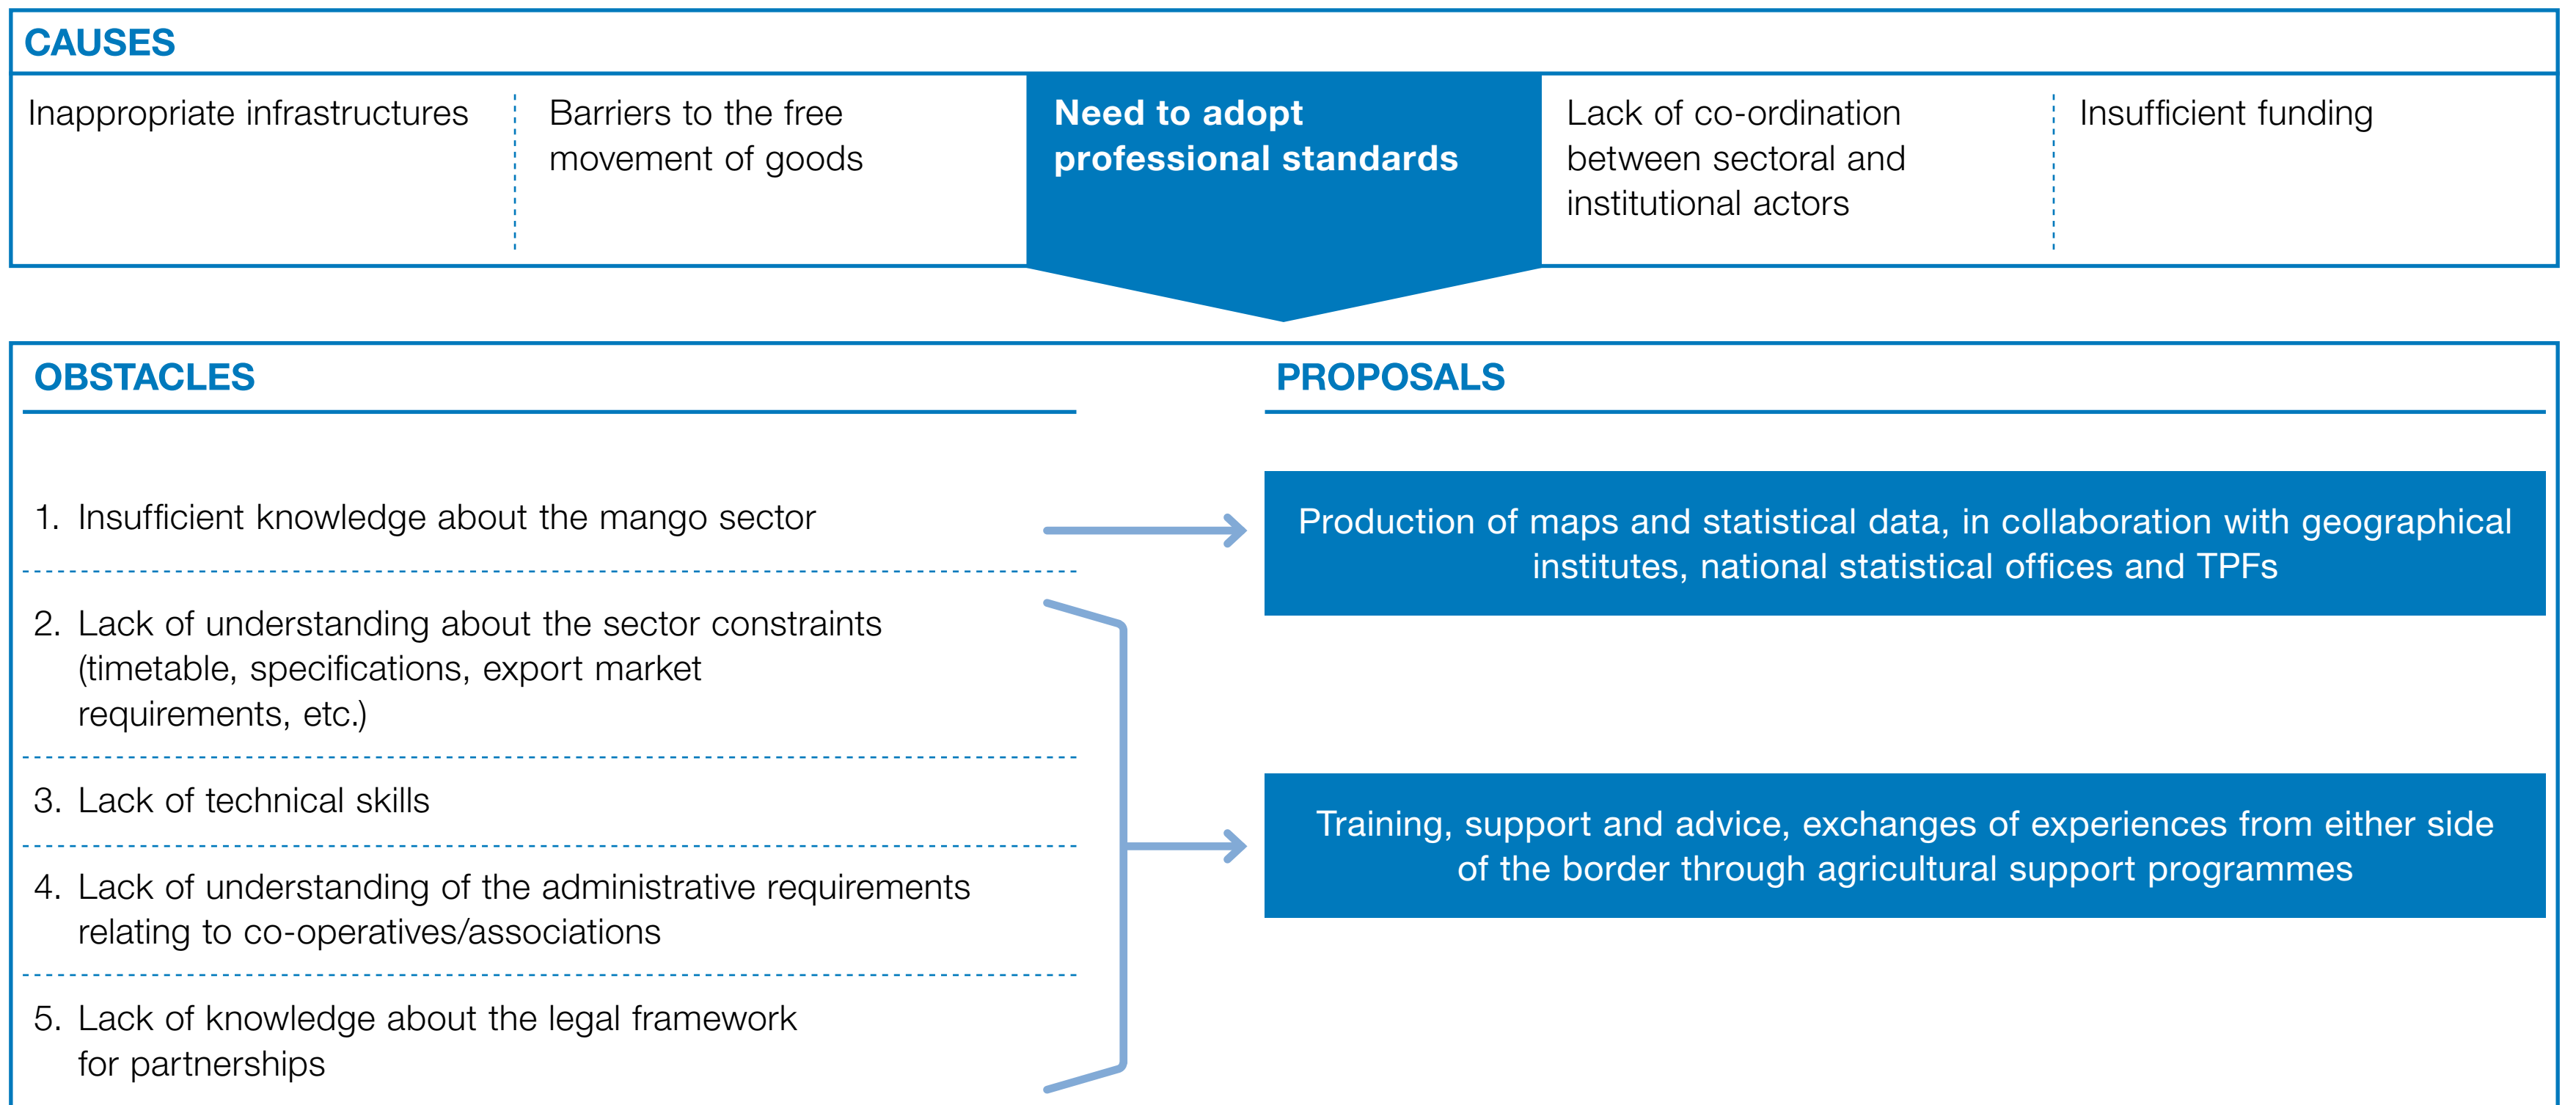 CAUSES
Inappropriate infrastructures
Barriers to the free
movement of goods
Need to adopt
professional standards
Lack of co-ordination
between sectoral and
institutional actors
Insufficient funding
OBSTACLES
1. Insufficient knowledge about the mango sector
2. Lack of understanding about the sector constraints
(timetable, specifications, export market
requirements, etc.)
3. Lack of technical skills
4. Lack of understanding of the administrative requirements
relating to co-operatives/associations
5. Lack of knowledge about the legal framework
for partnerships
PROPOSALS
Production of maps and statistical data, in collaboration with geographical
institutes, national statistical offices and TPFs
Training, support and advice, exchanges of experiences from either side
of the border through agricultural support programmes